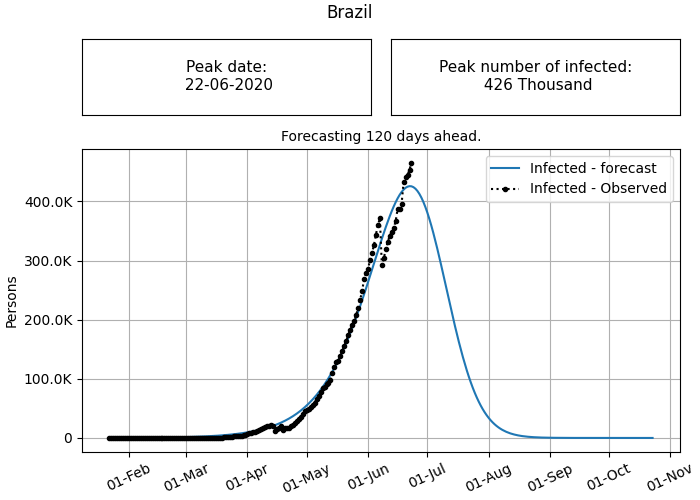 Brazil
Peak date:
22-06-2020
Peak number of infected:
426 Thousand
Forecasting 120 days ahead.
Infected - forecast
Infected - Observed
400.0K
300.0K
200.0K
100.0K
0
Persons
01-Feb
01-Mar
01-Apr
01-May
01-Jun
01-Jul
01-Aug
01-Sep
01-Oct
01-Nov